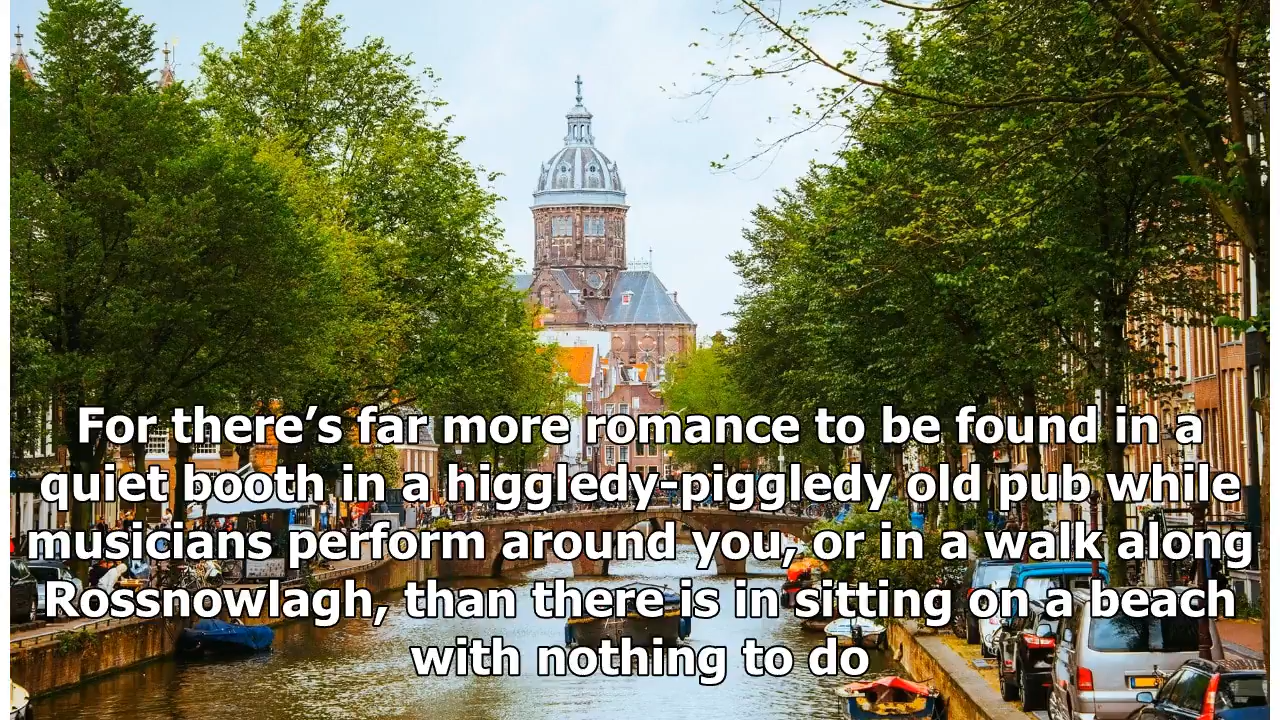 For there’s far more romance to be found in a
quiet booth in a higgledy-piggledy old pub while
musicians perform around you, or in a walk along
Rossnowlagh, than there is in sitting on a beach
with nothing to do